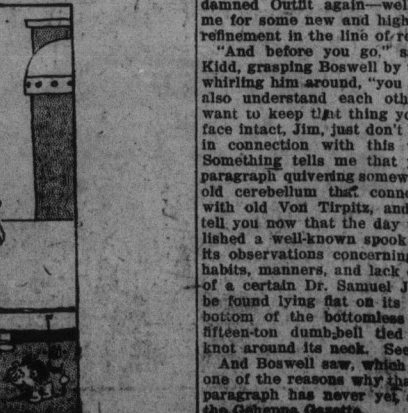 damned Outfit again—wel
me for some new and high
refinement in the line of re
"And before you go," s
Kidd, grasping Boswell by
whirling him around, "you
also understand each oth
want to keep that thing yo
face intact, Jim, just don't
in connection with this
Something tells me that
paragraph quivering somew
old cerebellum that conne
with old Von Tirpitz, and
tell you now that the day
lished a well-known spook
its observations concerning
habits, manners, and lack
of a certain Dr. Samuel J
be found lying flat on its
bottom of the bottomless
fifteen-ton dumb-bell tied
knot around its neck. See
And Boswell saw, which
one of the reasons why the
paragraph has never yet
the Gehenna Gazette.